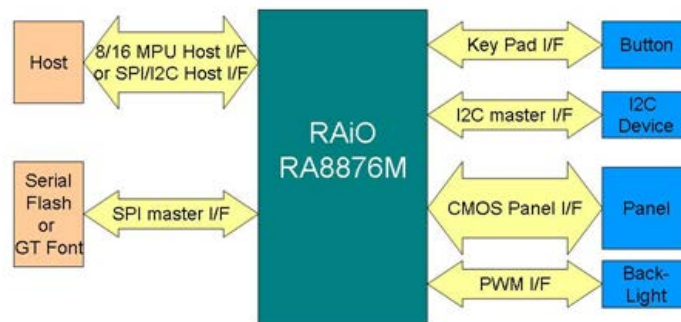 Host
8/16 MPU Host I/F
or SPI/I2C Host I/F
Serial
Flash
or
GT Font
SPI master I/F
RAiO
RA8876M
Key Pad I/F
Button
I2C master I/F
I2C
Device
CMOS Panel I/F
Panel
PWM I/F
Back-
Light